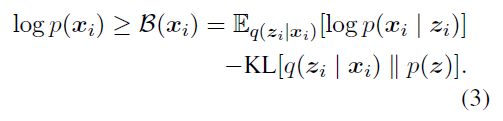 log p(x_i) ≥ B(x_i) = E_{q(z_i|x_i)}[log p(x_i | z_i)]
−KL[q(z_i | x_i) ∥ p(z)].
(3)